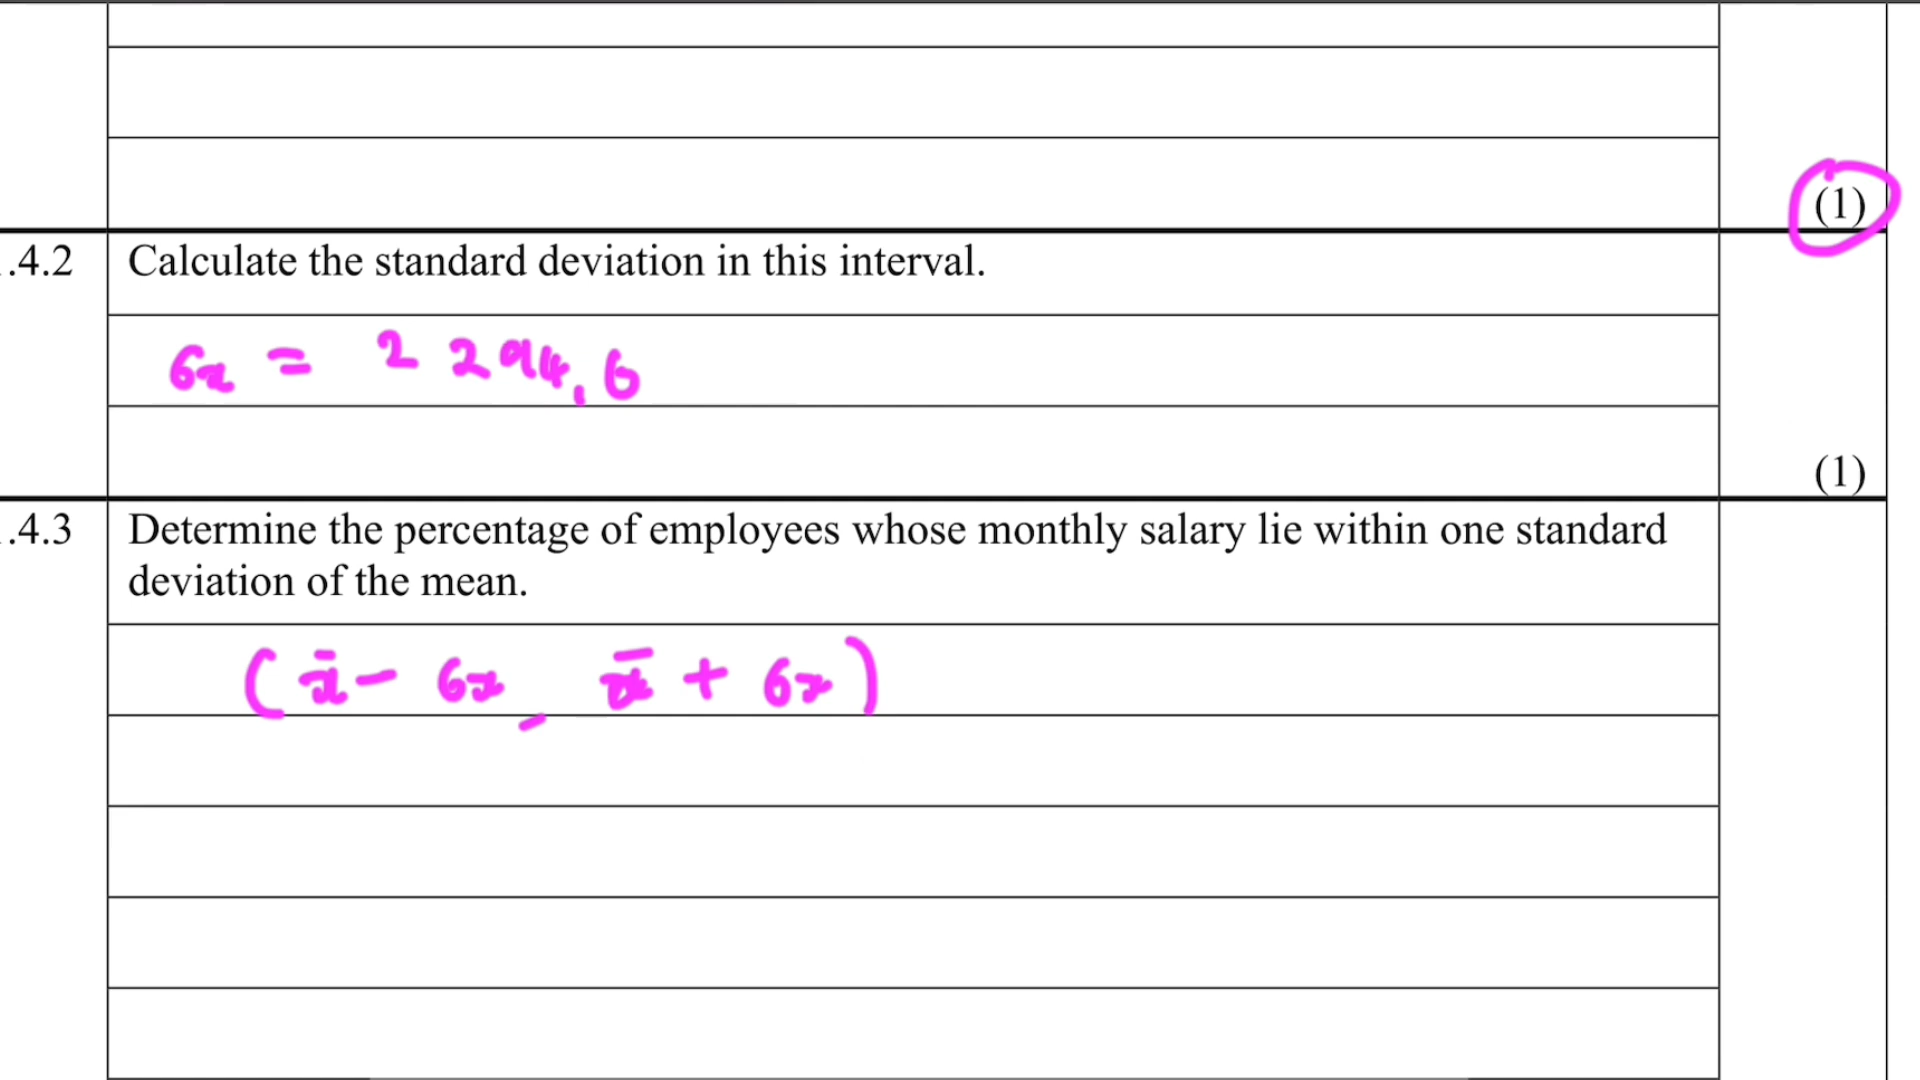 (1)
.4.2 Calculate the standard deviation in this interval.
σx = 2 294,6
(1)
.4.3 Determine the percentage of employees whose monthly salary lie within one standard
deviation of the mean.
(x̄ - σx , x̄ + σx)